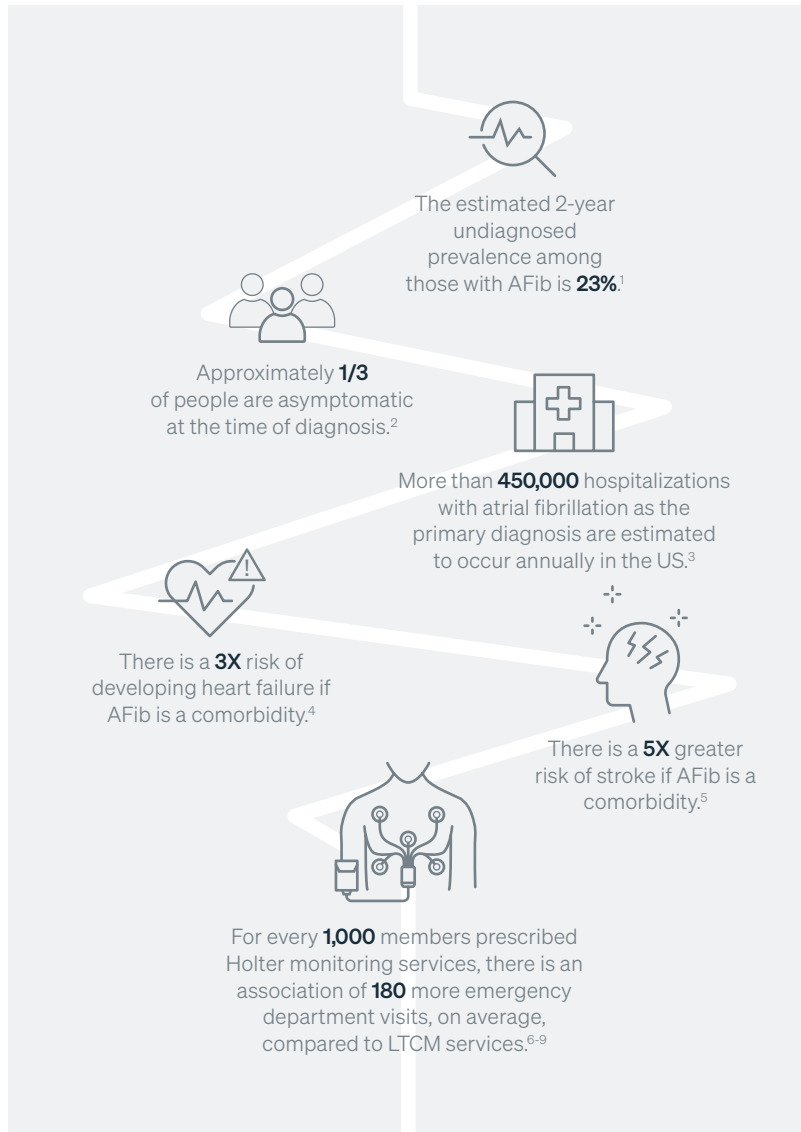 The estimated 2-year
undiagnosed
prevalence among
those with AFib is 23%.1
Approximately 1/3
of people are asymptomatic
at the time of diagnosis.2
More than 450,000 hospitalizations
with atrial fibrillation as the
primary diagnosis are estimated
to occur annually in the US.3
There is a 3X risk of
developing heart failure if
AFib is a comorbidity.4
There is a 5X greater
risk of stroke if AFib is a
comorbidity.5
For every 1,000 members prescribed
Holter monitoring services, there is an
association of 180 more emergency
department visits, on average,
compared to LTCM services.6-9